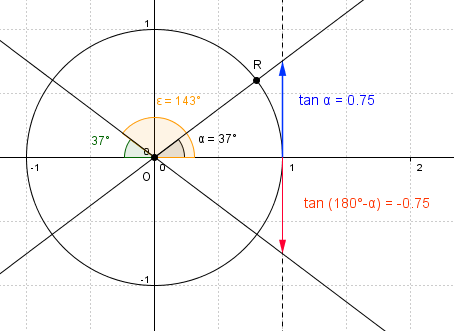 1
R
ε = 143°
tan α = 0.75
37°
α = 37°
0
-1
O
0
1
2
tan (180°-α) = -0.75
-1